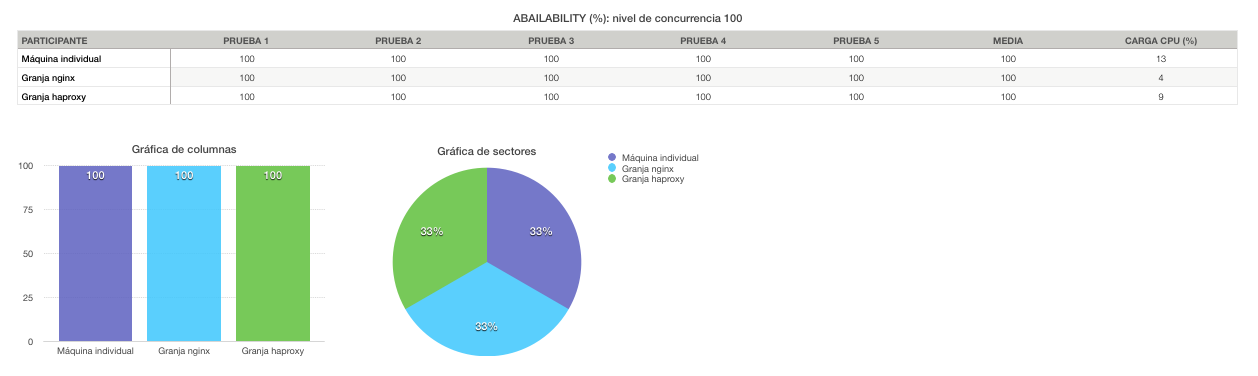 ABAILABILITY (%): nivel de concurrencia 100
PARTICIPANTE PRUEBA 1 PRUEBA 2 PRUEBA 3 PRUEBA 4 PRUEBA 5 MEDIA CARGA CPU (%)
Máquina individual 100 100 100 100 100 100 13
Granja nginx 100 100 100 100 100 100 4
Granja haproxy 100 100 100 100 100 100 9
Gráfica de columnas
100
75
50
25
0
100 100 100
Máquina individual Granja nginx Granja haproxy
Gráfica de sectores
33% 33%
33%
Máquina individual
Granja nginx
Granja haproxy